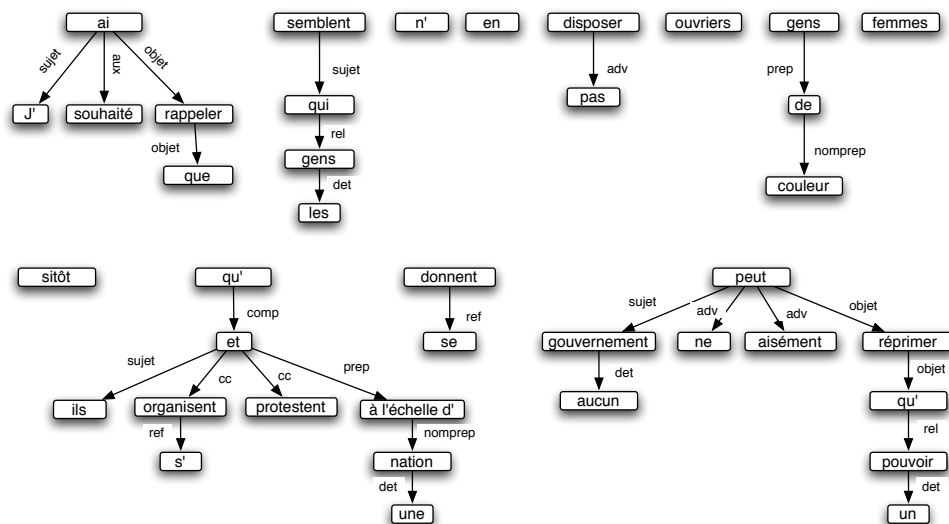 ai semblent n' en disposer ouvriers gens femmes
sujet aux objet sujet adv prep
J' souhaité rappeler qui pas de
objet rel nomprep
que gens couleur
det
les
sitôt qu' donnent peut
comp ref sujet adv adv objet
et se gouvernement ne aisément réprimer
sujet cc cc prep det objet
ils organisent protestent à l'échelle d' aucun qu'
ref nomprep rel
s' nation pouvoir
det det
une un